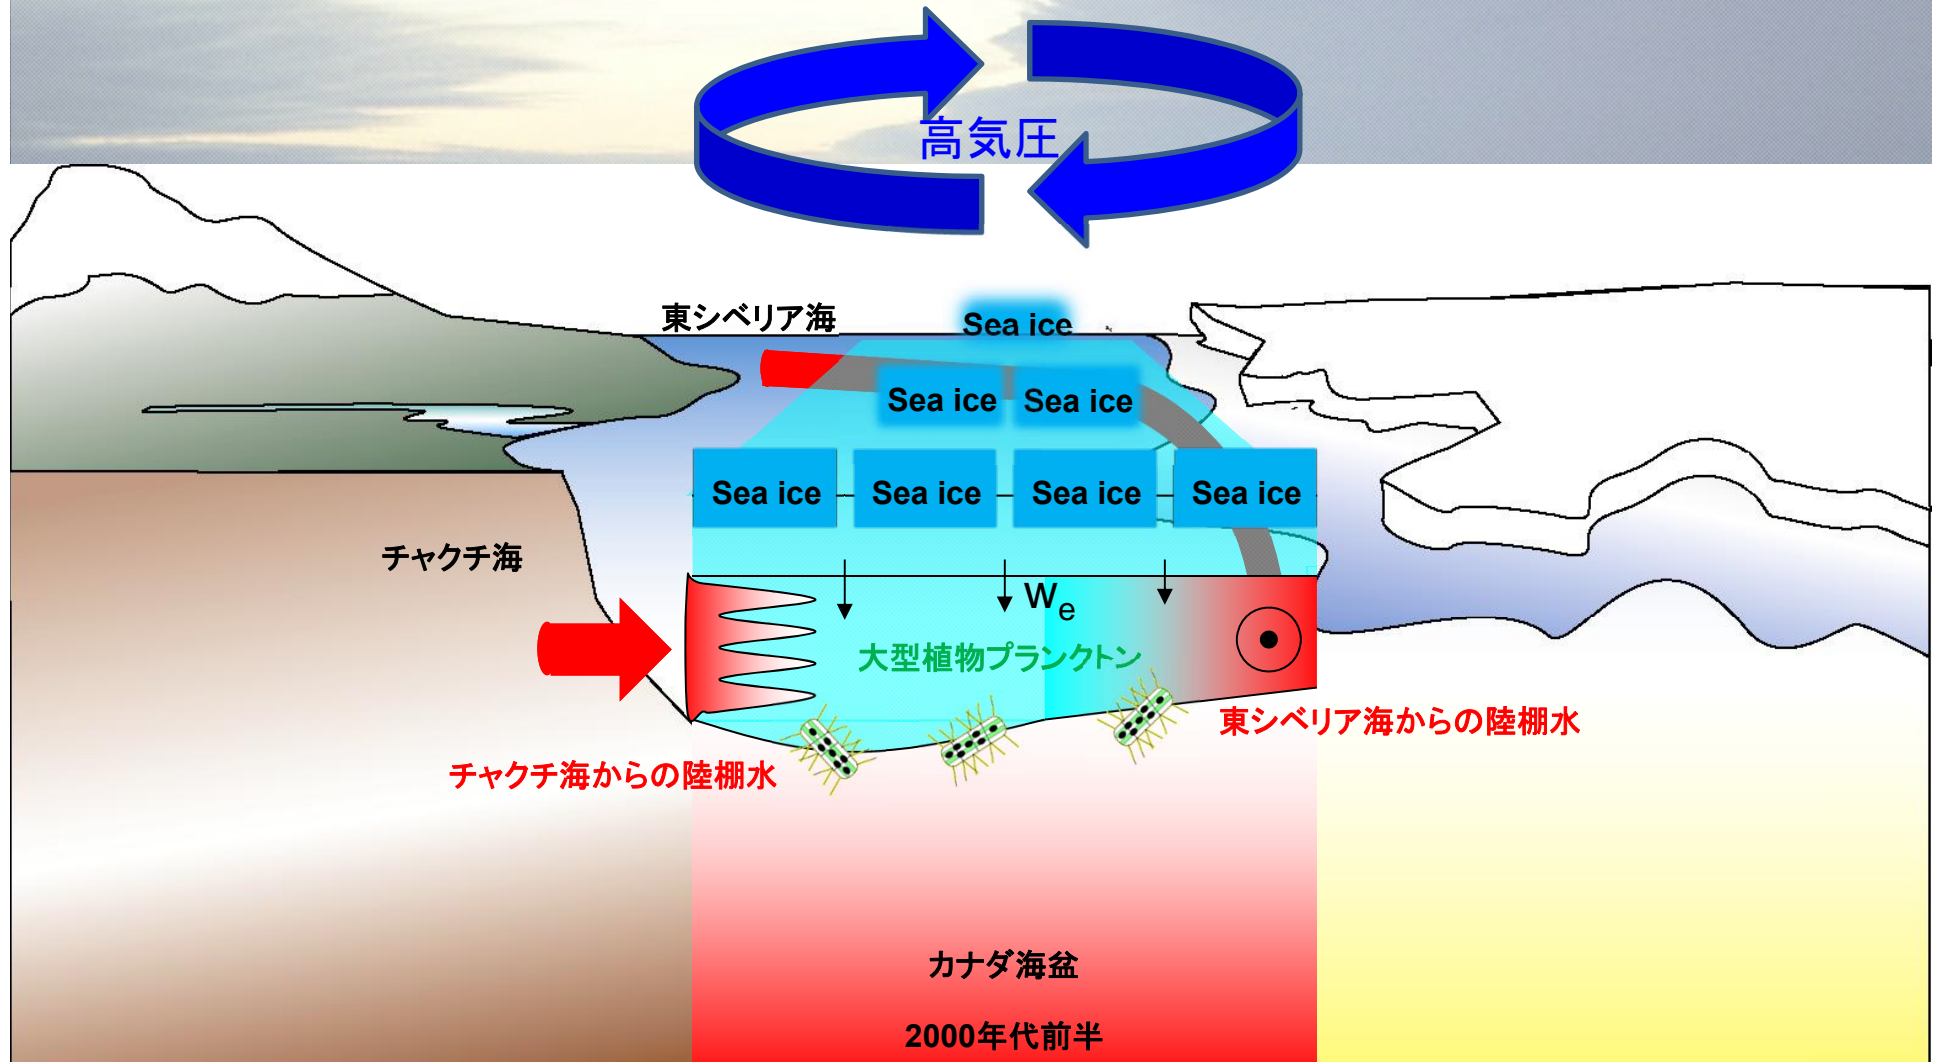 高気圧
東シベリア海
Sea ice
Sea ice
Sea ice
Sea ice
Sea ice
Sea ice
Sea ice
チャクチ海
We
大型植物プランクトン
東シベリア海からの陸棚水
チャクチ海からの陸棚水
カナダ海盆
2000年代前半